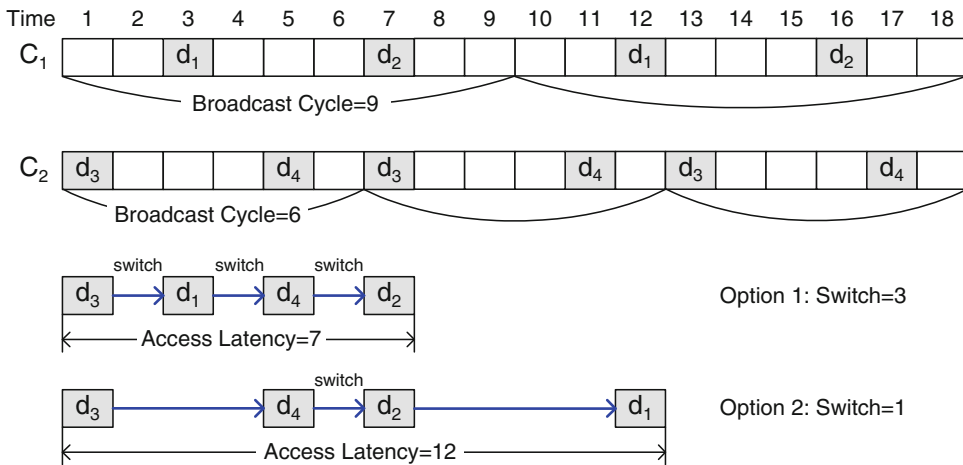 Time 1 2 3 4 5 6 7 8 9 10 11 12 13 14 15 16 17 18
C₁ d₁ d₂ d₁ d₂
Broadcast Cycle=9
C₂ d₃ d₄ d₃ d₄ d₃ d₄
Broadcast Cycle=6
switch switch switch
d₃ d₁ d₄ d₂ Option 1: Switch=3
Access Latency=7
switch
d₃ d₄ d₂ d₁ Option 2: Switch=1
Access Latency=12